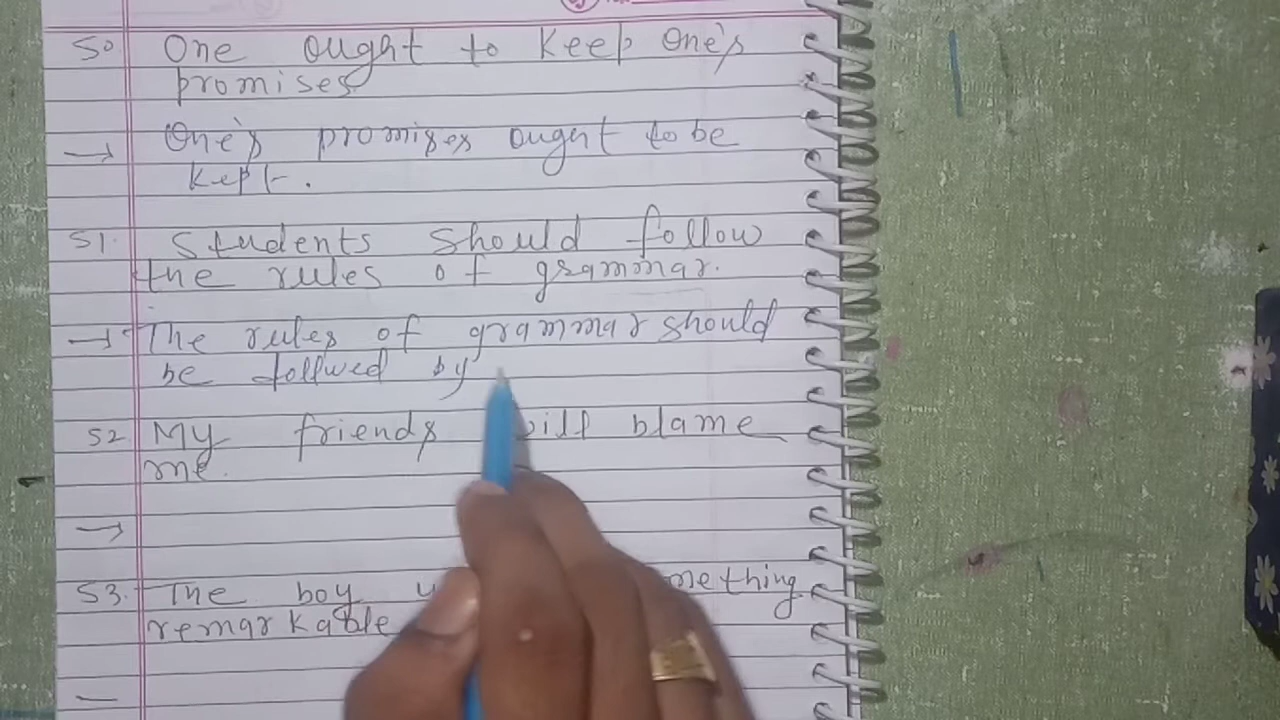 50 One ought to keep one's
promises
→ One's promises ought to be
kept.
51. Students should follow
the rules of grammar.
→ The rules of grammar should
be follwed by
52 My friends will blame
me.
→
53. The boy
remarkable